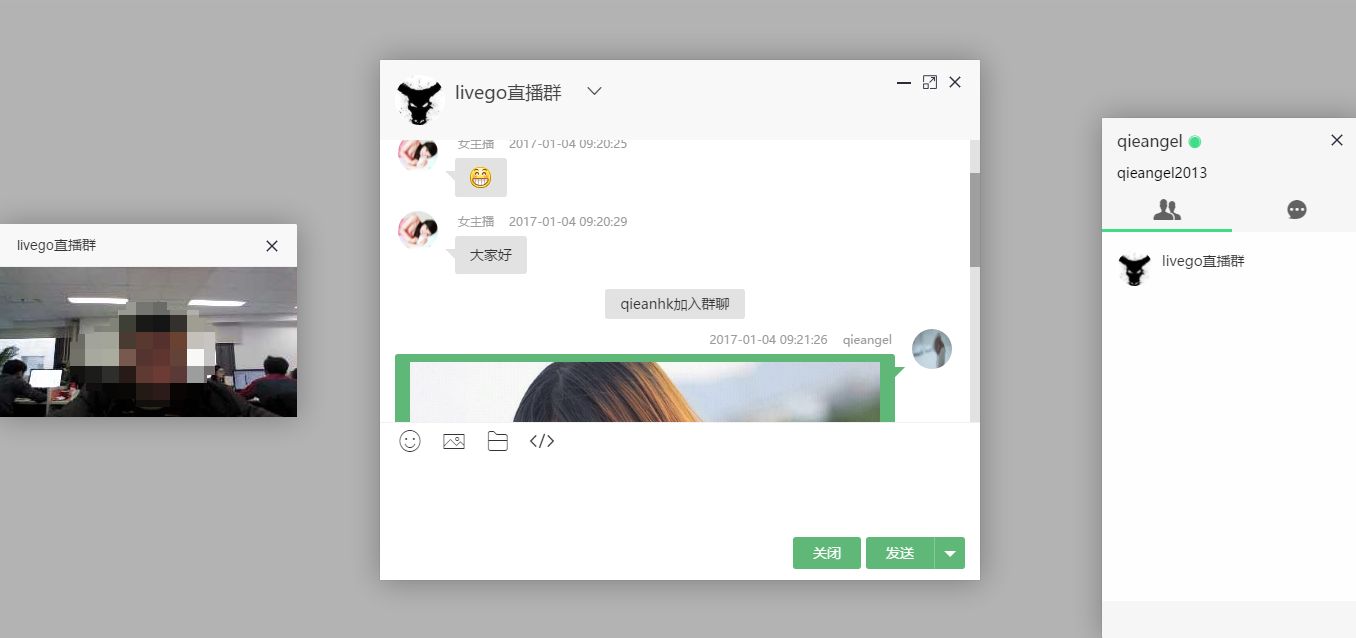 livego直播群
livego直播群
女主播 2017-01-04 09:20:25
女主播 2017-01-04 09:20:29
大家好
qieanhk加入群聊
2017-01-04 09:21:26 qieangel
</>
关闭 发送
qieangel
qieangel2013
livego直播群